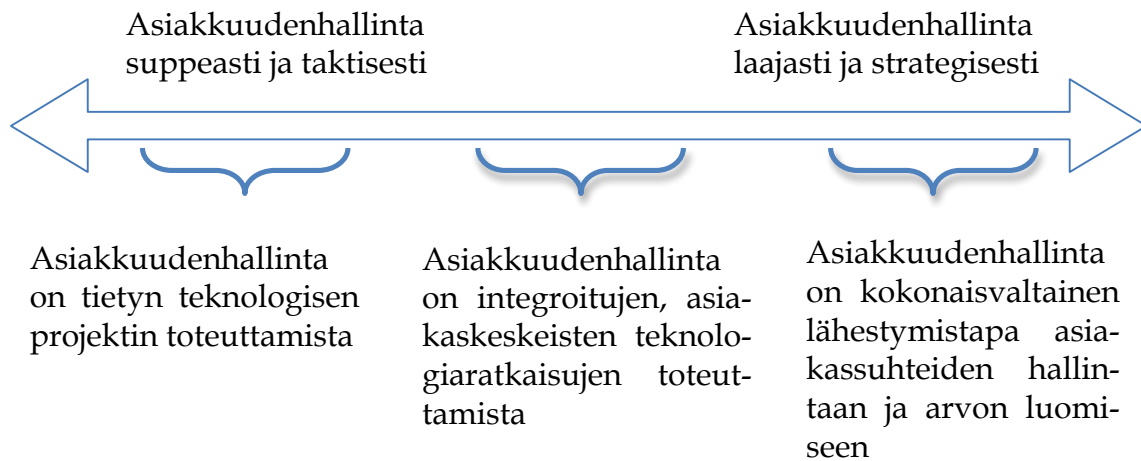 Asiakkuudenhallinta
suppeasti ja taktisesti
Asiakkuudenhallinta
laajasti ja strategisesti
Asiakkuudenhallinta
on tietyn teknologisen
projektin toteuttamista
Asiakkuudenhallinta
on integroitujen, asia-
kaskeskeisten teknolo-
giaratkaisujen toteut-
tamista
Asiakkuudenhallinta
on kokonaisvaltainen
lähestymistapa asia-
kassuhteiden hallin-
taan ja arvon luomi-
seen